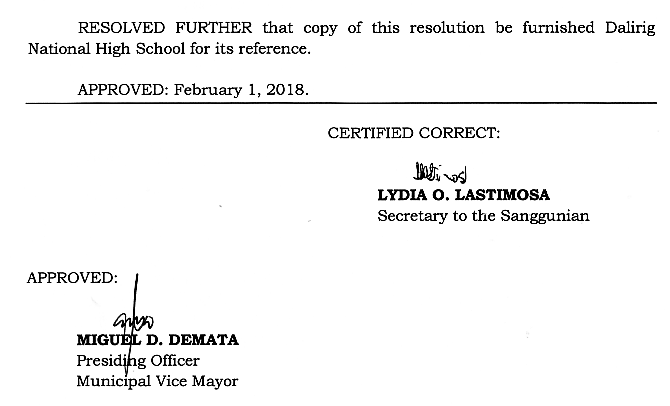 RESOLVED FURTHER that copy of this resolution be furnished Dalirig
National High School for its reference.
APPROVED: February 1, 2018.
CERTIFIED CORRECT:
LYDIA O. LASTIMOSA
Secretary to the Sanggunian
APPROVED:
MIGUEL D. DEMATA
Presiding Officer
Municipal Vice Mayor